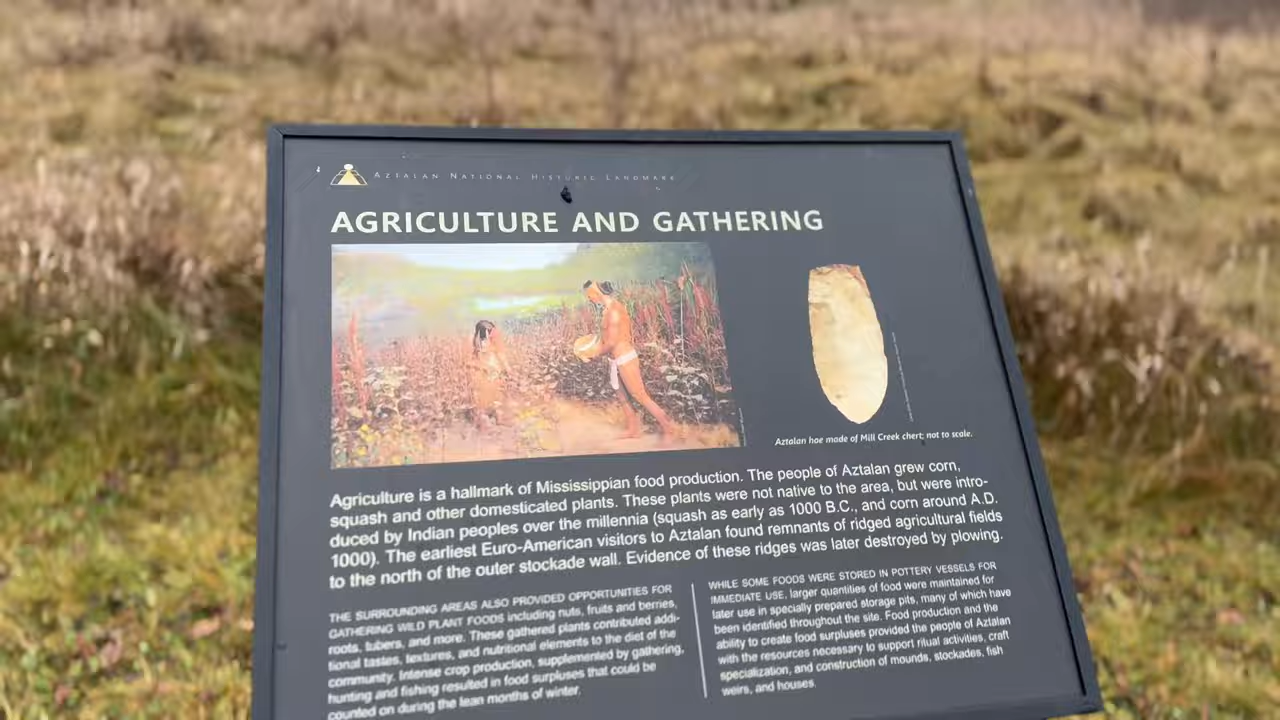 AZTALAN NATIONAL HISTORIC LANDMARK
AGRICULTURE AND GATHERING
Aztalan hoe made of Mill Creek chert; not to scale.
Agriculture is a hallmark of Mississippian food production. The people of Aztalan grew corn,
squash and other domesticated plants. These plants were not native to the area, but were intro-
duced by Indian peoples over the millennia (squash as early as 1000 B.C., and corn around A.D.
1000). The earliest Euro-American visitors to Aztalan found remnants of ridged agricultural fields
to the north of the outer stockade wall. Evidence of these ridges was later destroyed by plowing.
THE SURROUNDING AREAS ALSO PROVIDED OPPORTUNITIES FOR
GATHERING WILD PLANT FOODS including nuts, fruits and berries,
roots, tubers, and more. These gathered plants contributed addi-
tional tastes, textures, and nutritional elements to the diet of the
community. Intense crop production, supplemented by gathering,
hunting and fishing resulted in food surpluses that could be
counted on during the lean months of winter.
WHILE SOME FOODS WERE STORED IN POTTERY VESSELS FOR
IMMEDIATE USE, larger quantities of food were maintained for
later use in specially prepared storage pits, many of which have
been identified throughout the site. Food production and the
ability to create food surpluses provided the people of Aztalan
with the resources necessary to support ritual activities, craft
specialization, and construction of mounds, stockades, fish
weirs, and houses.